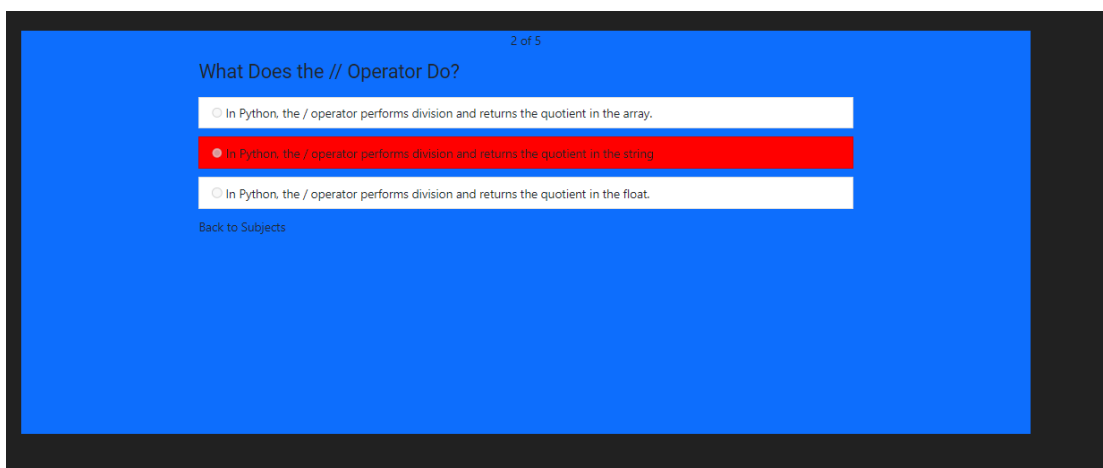 2 of 5
What Does the // Operator Do?
In Python, the / operator performs division and returns the quotient in the array.
In Python, the / operator performs division and returns the quotient in the string
In Python, the / operator performs division and returns the quotient in the float.
Back to Subjects